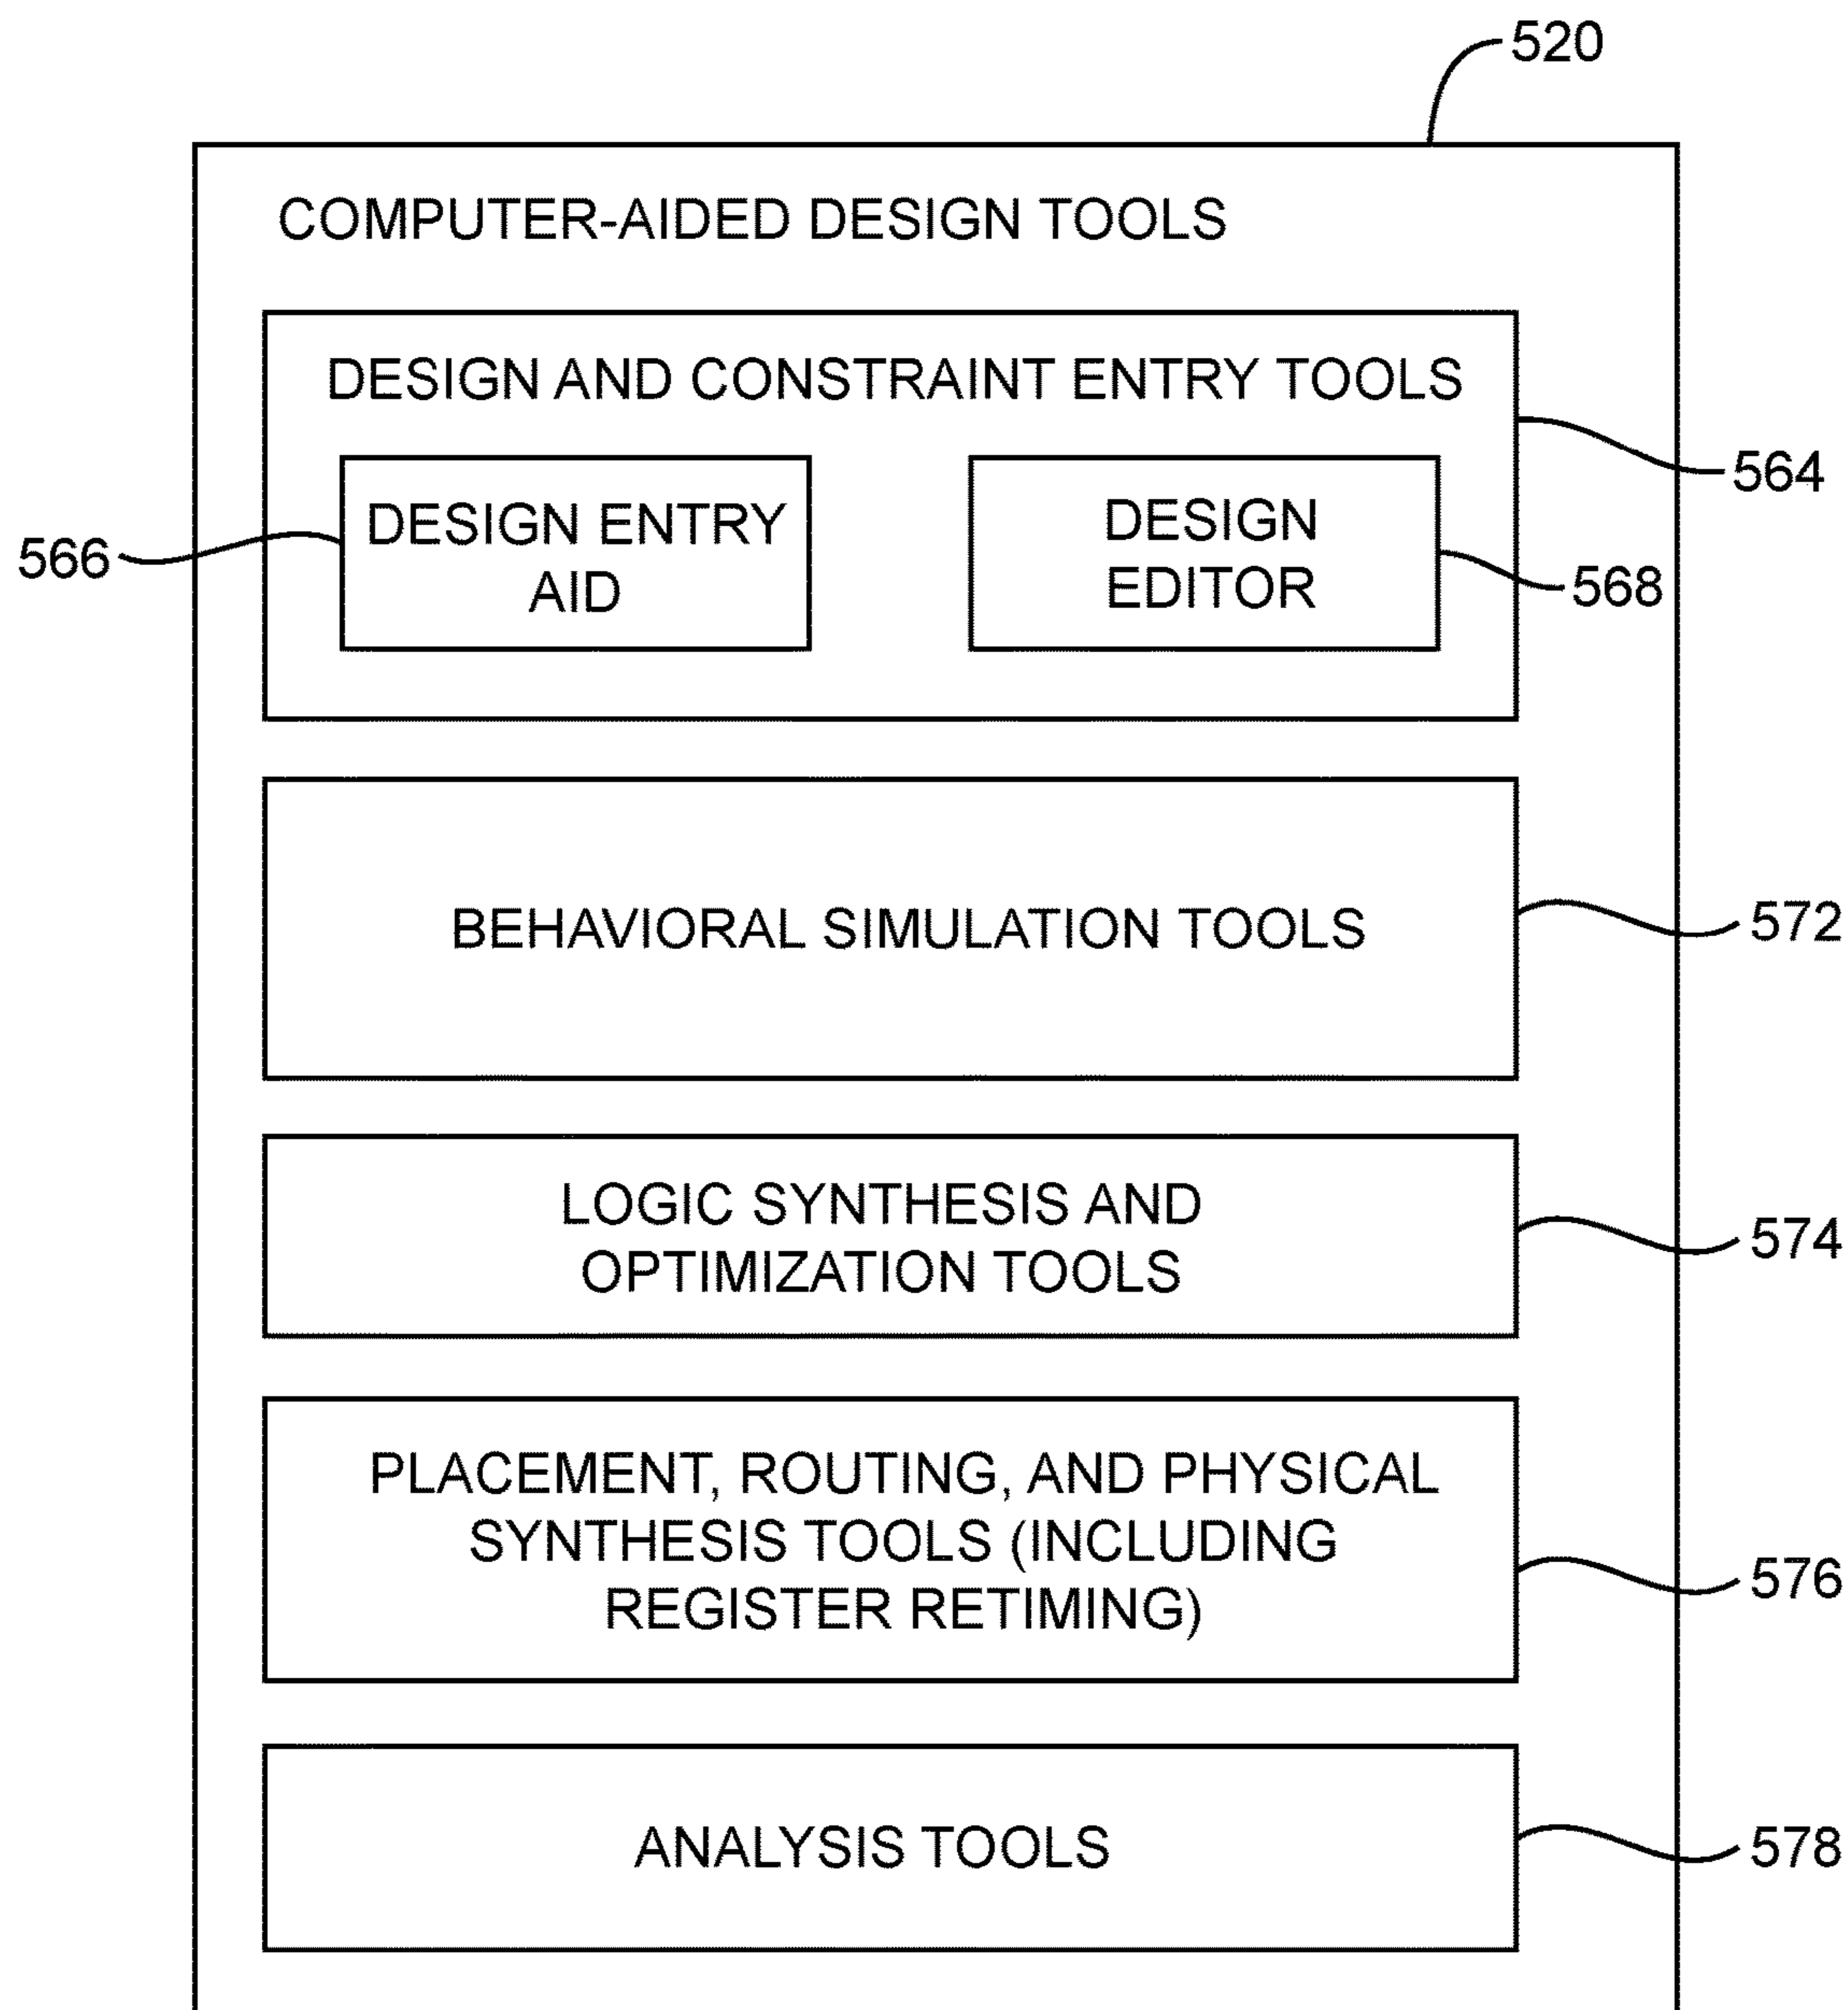 520
COMPUTER-AIDED DESIGN TOOLS
DESIGN AND CONSTRAINT ENTRY TOOLS
564
566
DESIGN ENTRY
AID
DESIGN
EDITOR
568
BEHAVIORAL SIMULATION TOOLS
572
LOGIC SYNTHESIS AND
OPTIMIZATION TOOLS
574
PLACEMENT, ROUTING, AND PHYSICAL
SYNTHESIS TOOLS (INCLUDING
REGISTER RETIMING)
576
ANALYSIS TOOLS
578